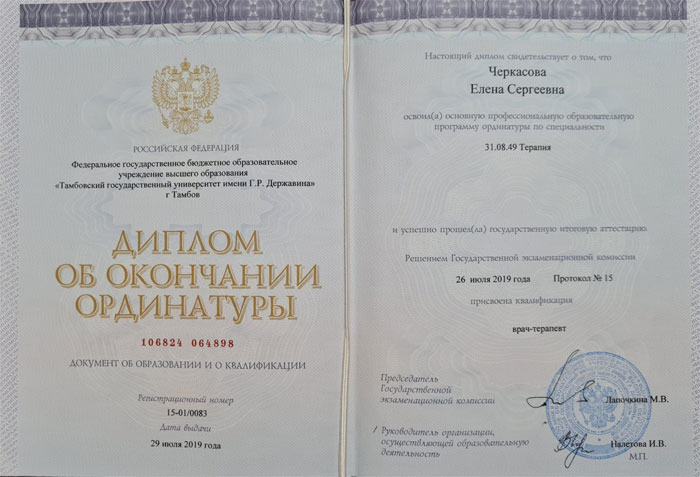 РОССИЙСКАЯ ФЕДЕРАЦИЯ
Федеральное государственное бюджетное образовательное
учреждение высшего образования
«Тамбовский государственный университет имени Г.Р. Державина»
г Тамбов
ДИПЛОМ
ОБ ОКОНЧАНИИ
ОРДИНАТУРЫ
106824 064898
ДОКУМЕНТ ОБ ОБРАЗОВАНИИ И О КВАЛИФИКАЦИИ
Регистрационный номер
15-01/0083
Дата выдачи
29 июля 2019 года
Настоящий диплом свидетельствует о том, что
Черкасова
Елена Сергеевна
освоил(а) основную профессиональную образовательную
программу ординатуры по специальности
31.08.49 Терапия
и успешно прошел(ла) государственную итоговую аттестацию
Решением Государственной экзаменационной комиссии
26 июля 2019 года Протокол № 15
присвоена квалификация
врач-терапевт
Председатель
Государственной
экзаменационной комиссии Лапочкина М.В.
/ Руководитель организации,
осуществляющей образовательную
деятельность Налетова И.В.
М.П.